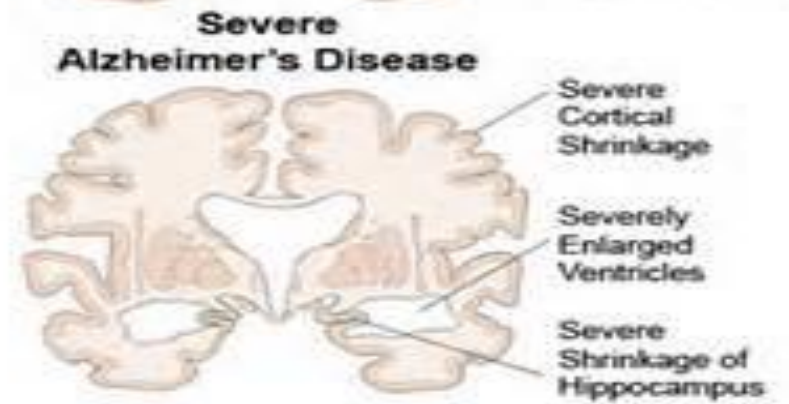 Severe
Alzheimer's Disease
Severe
Cortical
Shrinkage
Severely
Enlarged
Ventricles
Severe
Shrinkage of
Hippocampus